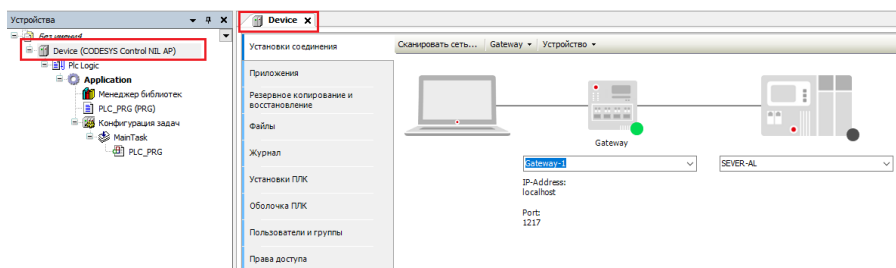 Устройства
Без имени
Device (CODESYS Control NIL AP)
Plc Logic
Application
Менеджер библиотек
PLC_PRG (PRG)
Конфигурация задач
MainTask
PLC_PRG
Device
Установки соединения
Приложения
Резервное копирование и
восстановление
Файлы
Журнал
Установки ПЛК
Оболочка ПЛК
Пользователи и группы
Права доступа
Сканировать сеть... Gateway Устройство
Gateway
Gateway-1
SEVER-AL
IP-Address:
localhost
Port:
1217